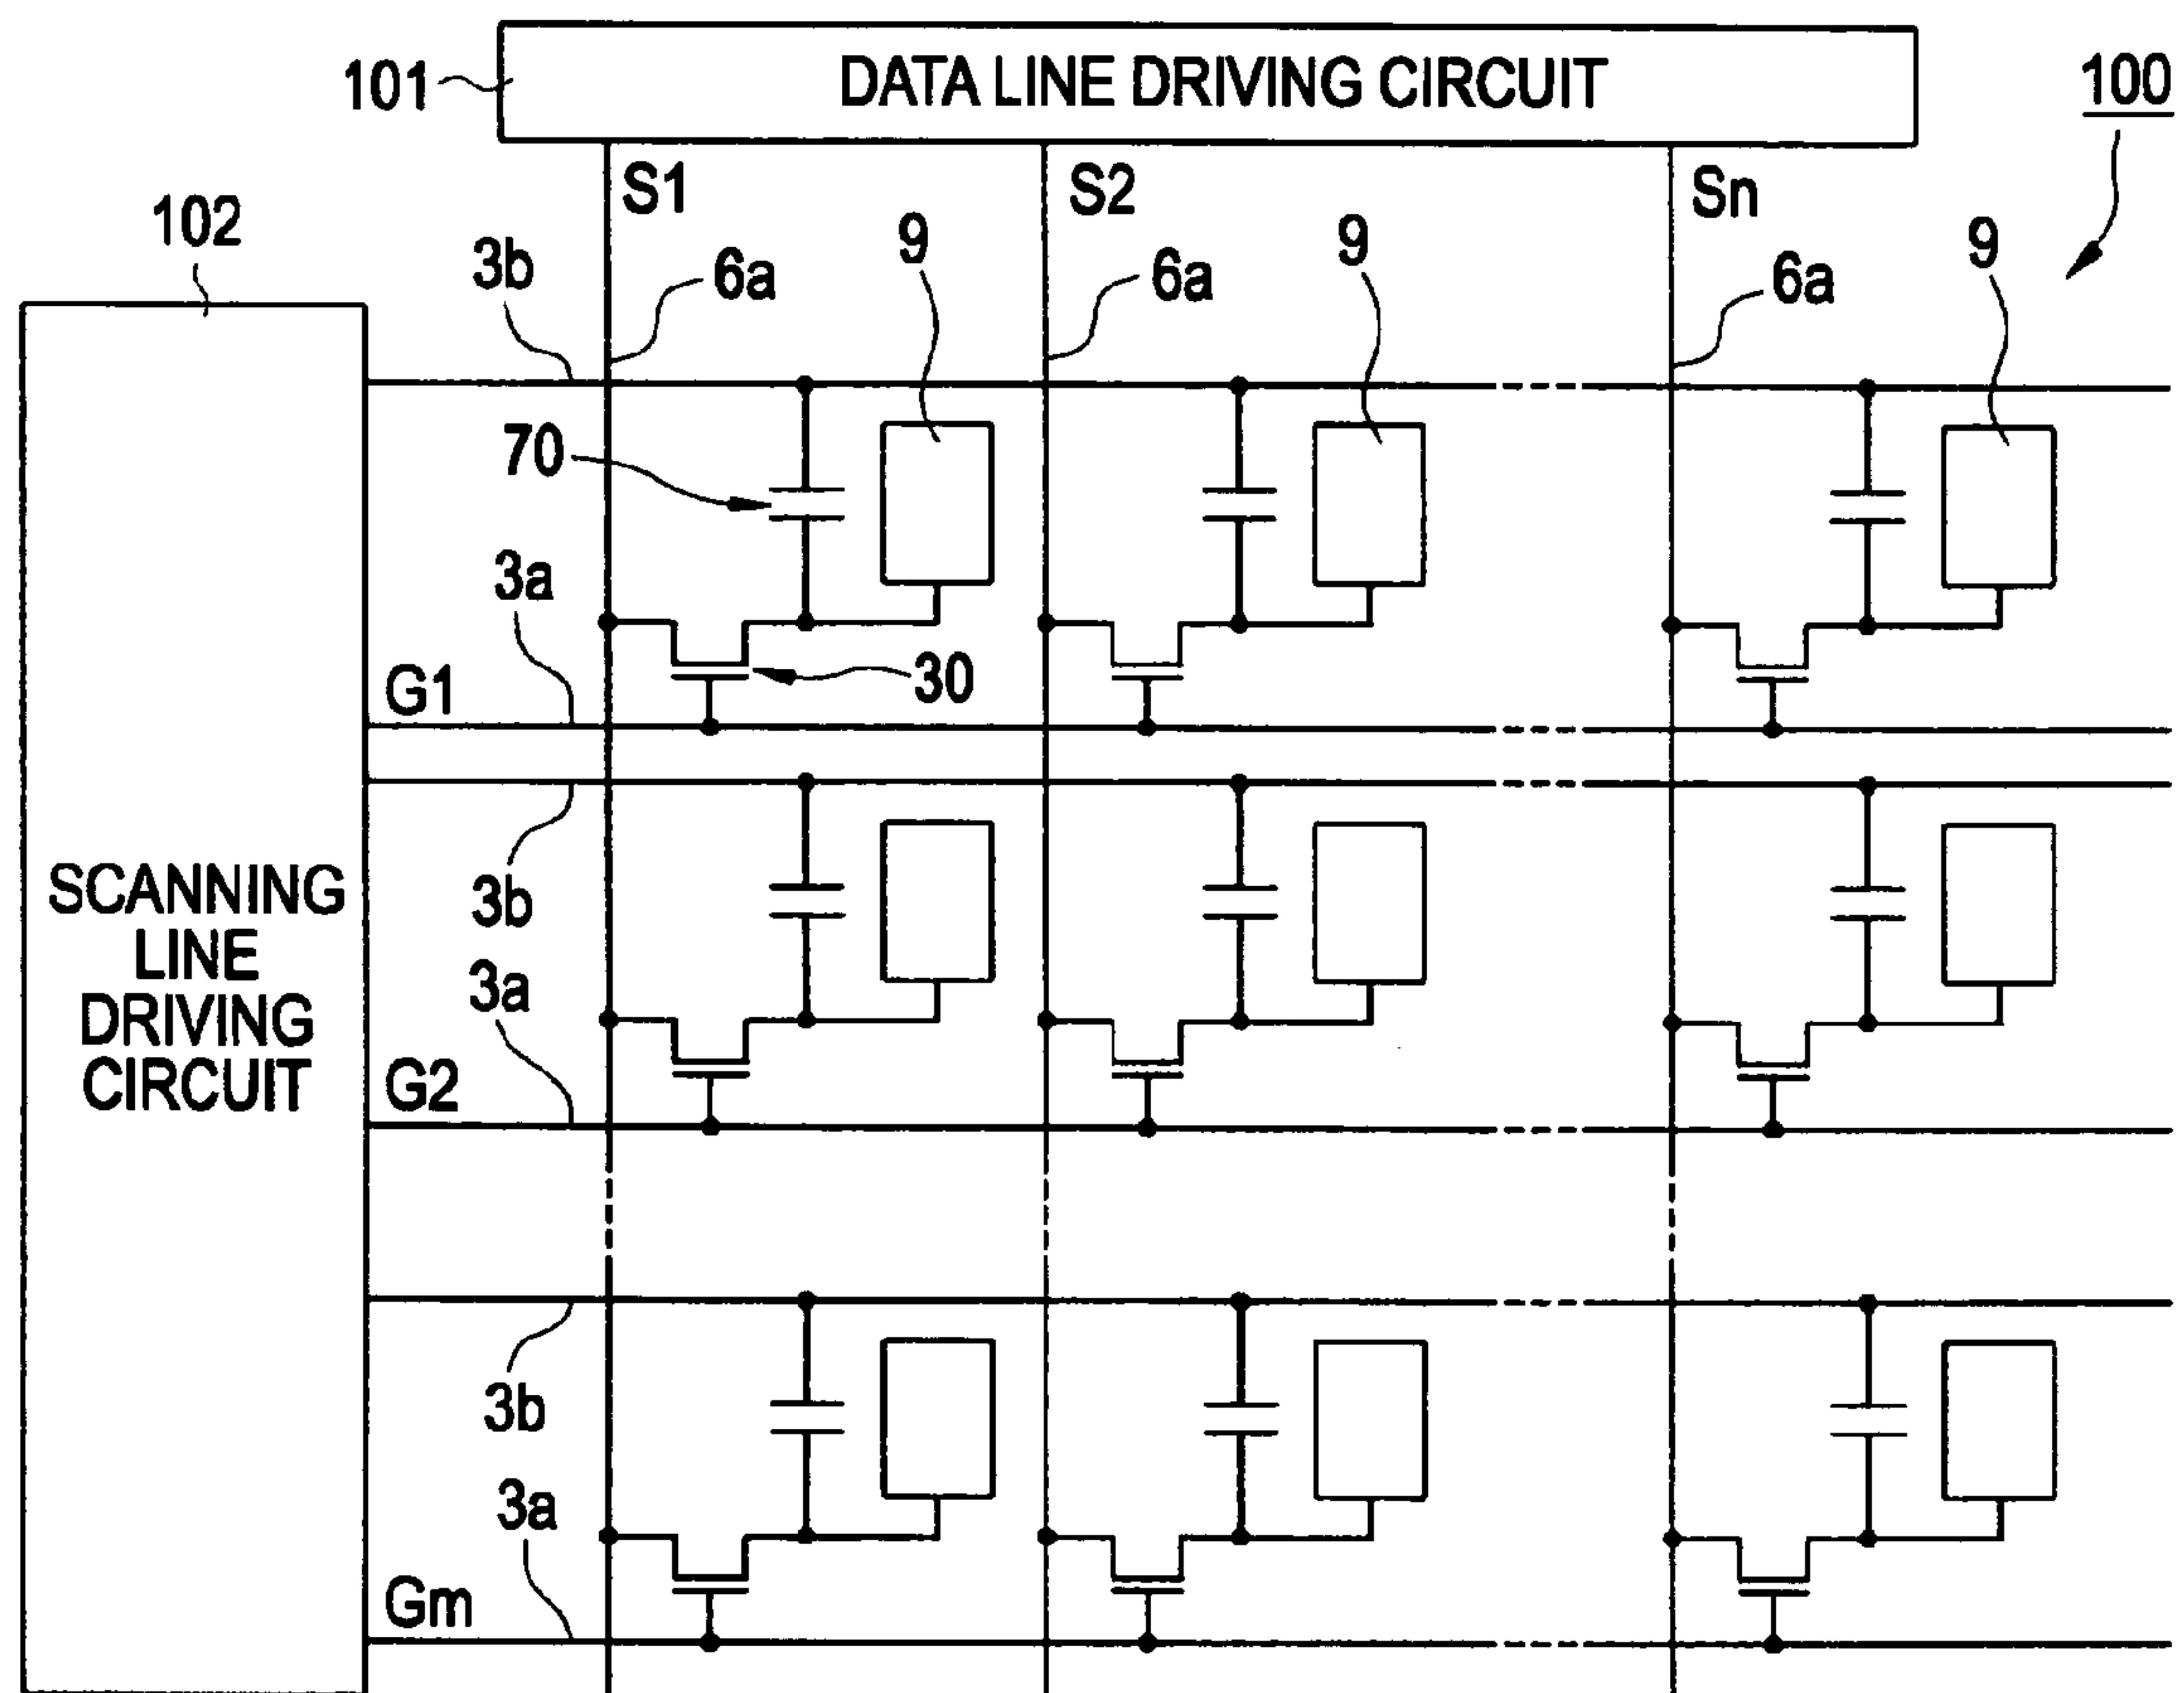 101
DATA LINE DRIVING CIRCUIT
100
S1
S2
Sn
102
3b
6a
9
6a
9
6a
9
70
3a
G1
30
3b
SCANNING
LINE
DRIVING
CIRCUIT
3a
G2
3b
3a
Gm